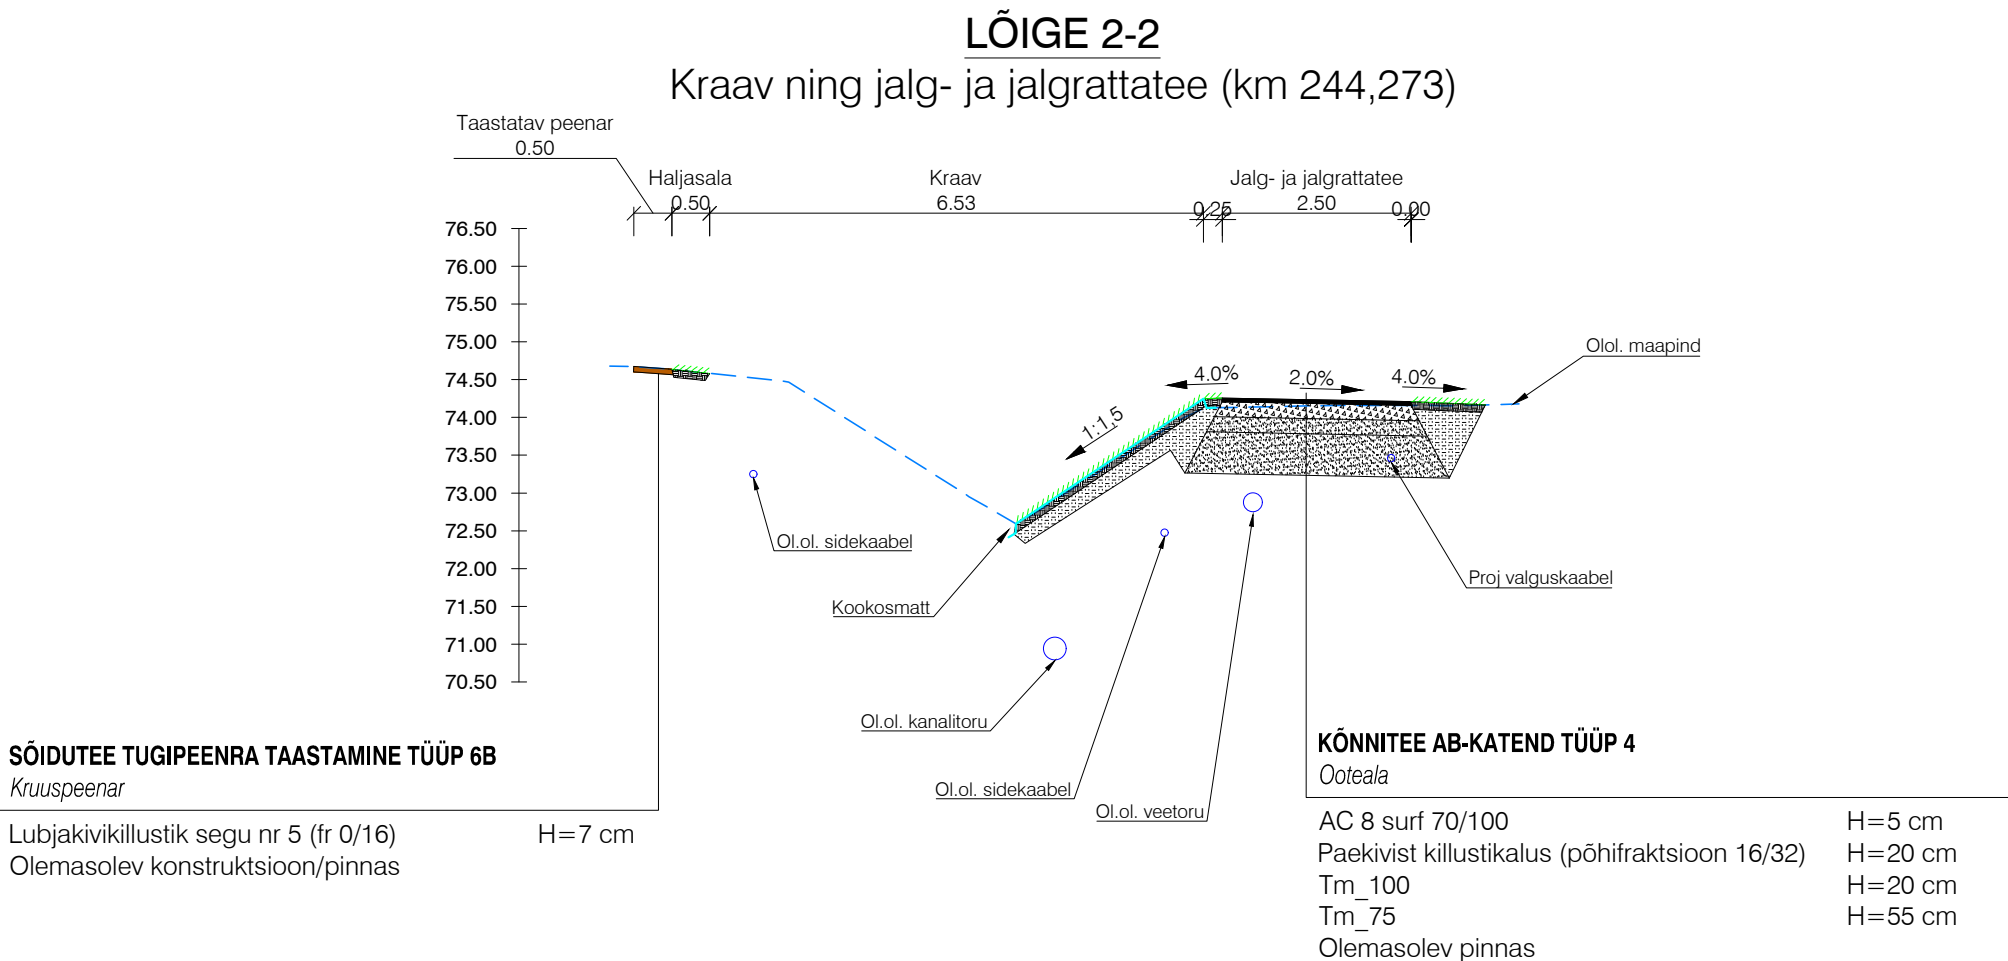 LÕIGE 2-2
Kraav ning jalg- ja jalgrattatee (km 244,273)
Taastatav peenar
0.50
Haljasala
0.50
Kraav
6.53
0.25
Jalg- ja jalgrattatee
2.50
0.00
76.50
76.00
75.50
75.00
74.50
74.00
73.50
73.00
72.50
72.00
71.50
71.00
70.50
Olol. maapind
4.0%
2.0%
4.0%
1:1,5
Ol.ol. sidekaabel
Proj valguskaabel
Kookosmatt
Ol.ol. kanalitoru
Ol.ol. sidekaabel
Ol.ol. veetoru
SÕIDUTEE TUGIPEENRA TAASTAMINE TÜÜP 6B
Kruuspeenar
Lubjakivikillustik segu nr 5 (fr 0/16) H=7 cm
Olemasolev konstruktsioon/pinnas
KÕNNITEE AB-KATEND TÜÜP 4
Ooteala
AC 8 surf 70/100 H=5 cm
Paekivist killustikalus (põhifraktsioon 16/32) H=20 cm
Tm_100 H=20 cm
Tm_75 H=55 cm
Olemasolev pinnas